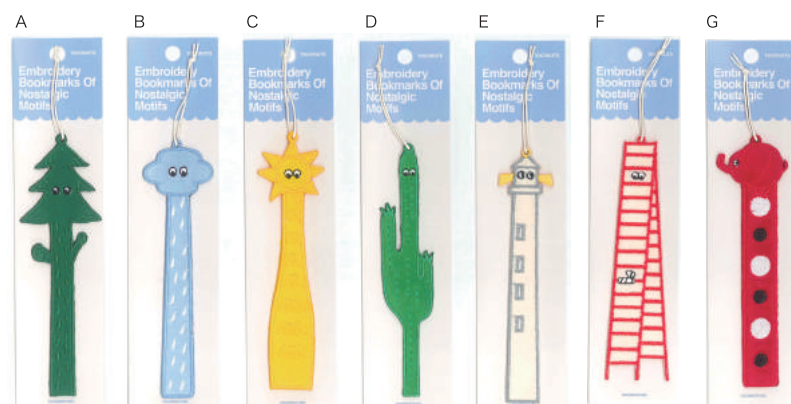 A B C D E F G
Embroidery
Bookmarks Of
Nostalgic
Motifs
Embroidery
Bookmarks Of
Nostalgic
Motifs
Embroidery
Bookmarks Of
Nostalgic
Motifs
Embroidery
Bookmarks Of
Nostalgic
Motifs
Embroidery
Bookmarks Of
Nostalgic
Motifs
Embroidery
Bookmarks Of
Nostalgic
Motifs
Embroidery
Bookmarks Of
Nostalgic
Motifs